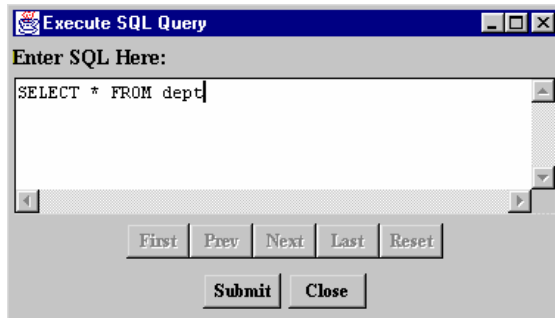 Execute SQL Query
Enter SQL Here:
SELECT * FROM dept
First Prev Next Last Reset
Submit Close